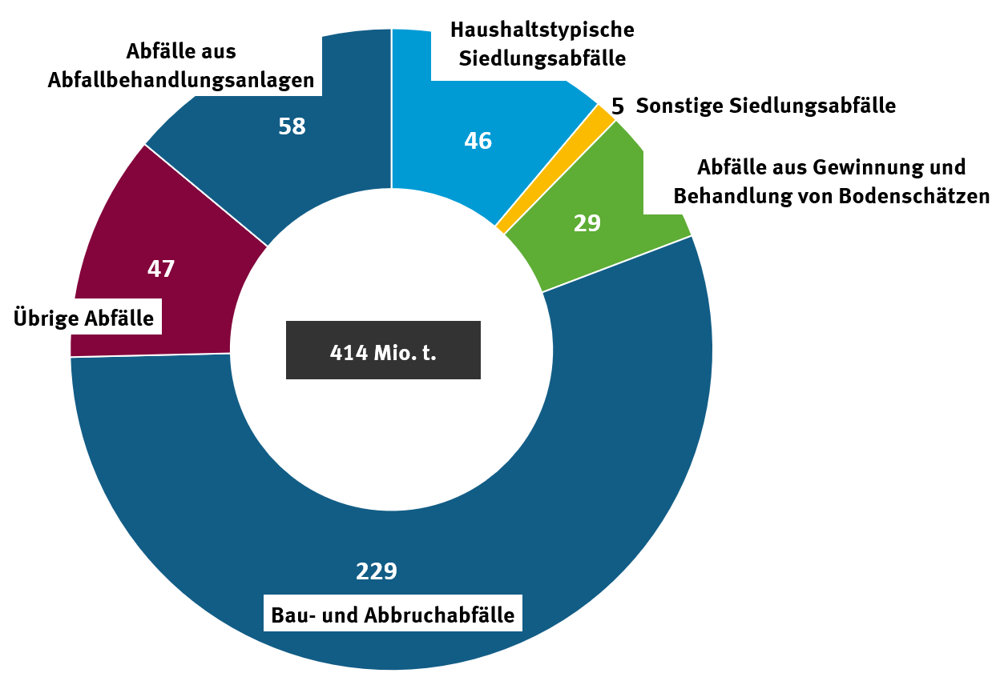 Haushaltstypische
Siedlungsabfälle
46
5 Sonstige Siedlungsabfälle
Abfälle aus Gewinnung und
Behandlung von Bodenschätzen
29
229
Bau- und Abbruchabfälle
47
Übrige Abfälle
Abfälle aus
Abfallbehandlungsanlagen
58
414 Mio. t.